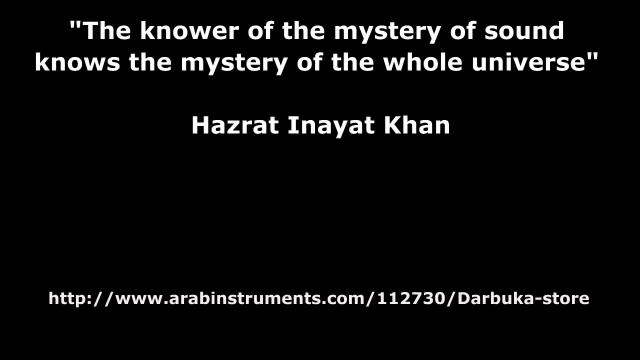 "The knower of the mystery of sound
knows the mystery of the whole universe"
Hazrat Inayat Khan
http://www.arabinstruments.com/112730/Darbuka-store